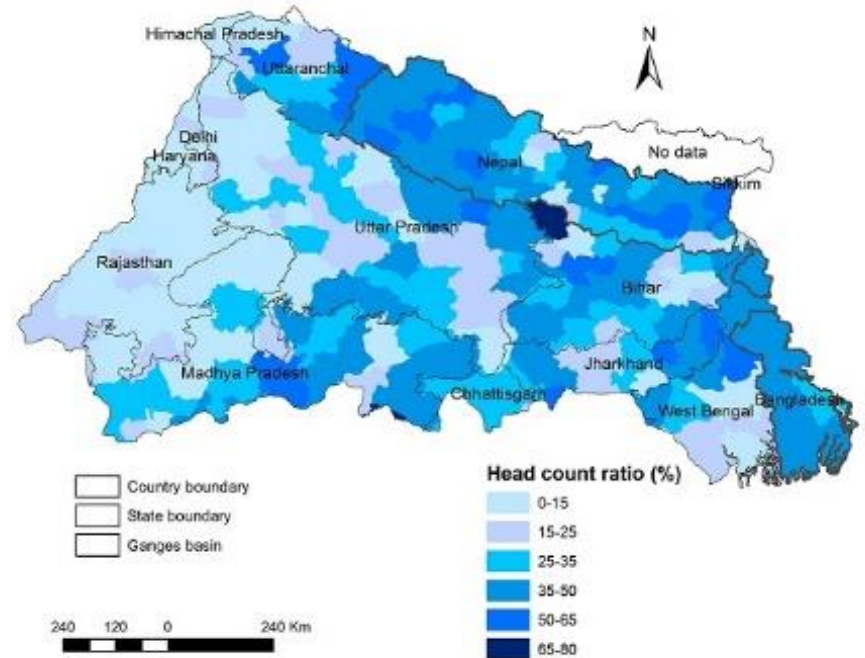 Himachal Pradesh
N
Uttaranchal
Delhi
No data
Haryana
Nepal
Sikkim
Uttar Pradesh
Rajasthan
Bihar
Madhya Pradesh
Jharkhand
Chhattisgarh
West Bengal
Bangladesh
Country boundary
State boundary
Ganges basin
Head count ratio (%)
0-15
15-25
25-35
35-50
50-65
65-80
240 120 0 240 Km